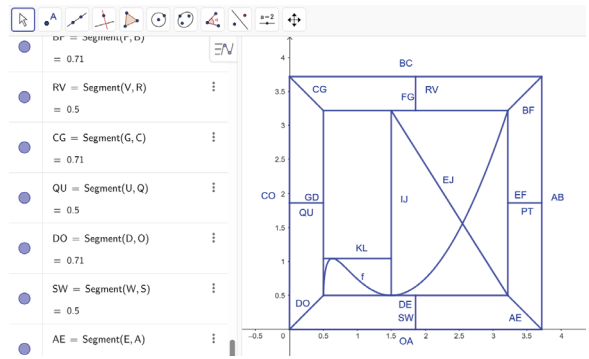 A
a=2
BF = Segment(F, B)
= 0.71
RV = Segment(V, R)
= 0.5
CG = Segment(G, C)
= 0.71
QU = Segment(U, Q)
= 0.5
DO = Segment(D, O)
= 0.71
SW = Segment(W, S)
= 0.5
AE = Segment(E, A)
4
BC
CG
FG
RV
BF
3.5
3
2.5
EJ
CO
2
GD
IJ
EF
AB
QU
PT
1.5
KL
1
f
0.5
DO
DE
SW
AE
-0.5
0
0.5
1
1.5
OA
2
2.5
3
3.5
4